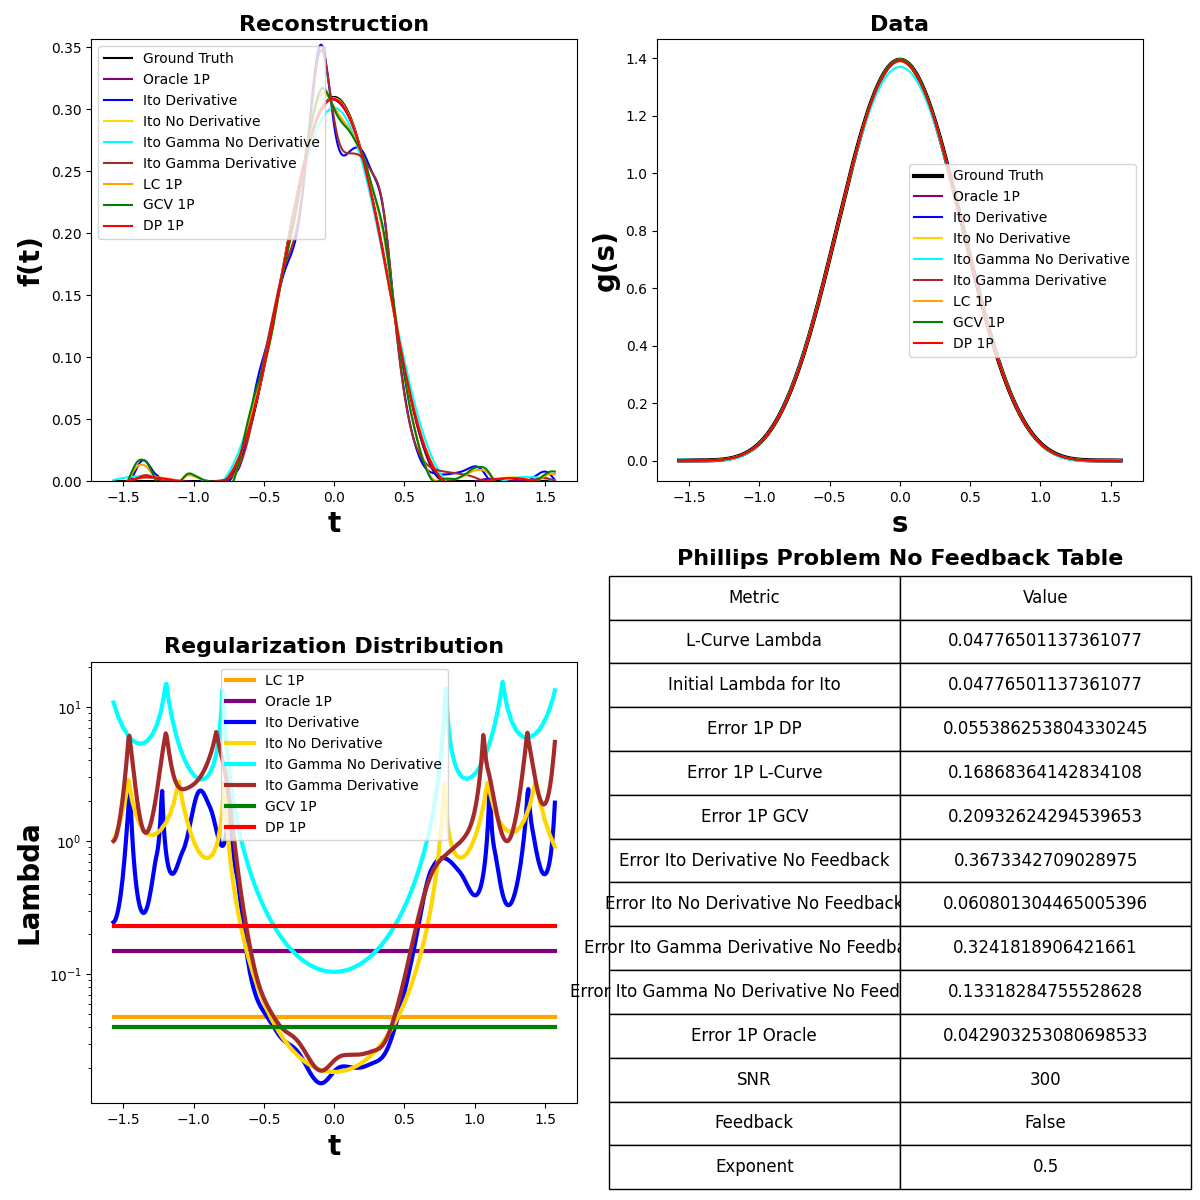 Reconstruction
0.35
0.30
0.25
0.20
0.15
0.10
0.05
0.00
f(t)
Ground Truth
Oracle 1P
Ito Derivative
Ito No Derivative
Ito Gamma No Derivative
Ito Gamma Derivative
LC 1P
GCV 1P
DP 1P
−1.5 −1.0 −0.5 0.0 0.5 1.0 1.5
t
Data
1.4
1.2
1.0
0.8
0.6
0.4
0.2
0.0
g(s)
Ground Truth
Oracle 1P
Ito Derivative
Ito No Derivative
Ito Gamma No Derivative
Ito Gamma Derivative
LC 1P
GCV 1P
DP 1P
−1.5 −1.0 −0.5 0.0 0.5 1.0 1.5
s
Regularization Distribution
10¹
10⁰
10⁻¹
Lambda
LC 1P
Oracle 1P
Ito Derivative
Ito No Derivative
Ito Gamma No Derivative
Ito Gamma Derivative
GCV 1P
DP 1P
−1.5 −1.0 −0.5 0.0 0.5 1.0 1.5
t
Phillips Problem No Feedback Table
Metric Value
L-Curve Lambda 0.04776501137361077
Initial Lambda for Ito 0.04776501137361077
Error 1P DP 0.055386253804330245
Error 1P L-Curve 0.16868364142834108
Error 1P GCV 0.20932624294539653
Error Ito Derivative No Feedback 0.3673342709028975
Error Ito No Derivative No Feedback 0.060801304465005396
Error Ito Gamma Derivative No Feedba 0.3241818906421661
Error Ito Gamma No Derivative No Feed 0.13318284755528628
Error 1P Oracle 0.042903253080698533
SNR 300
Feedback False
Exponent 0.5